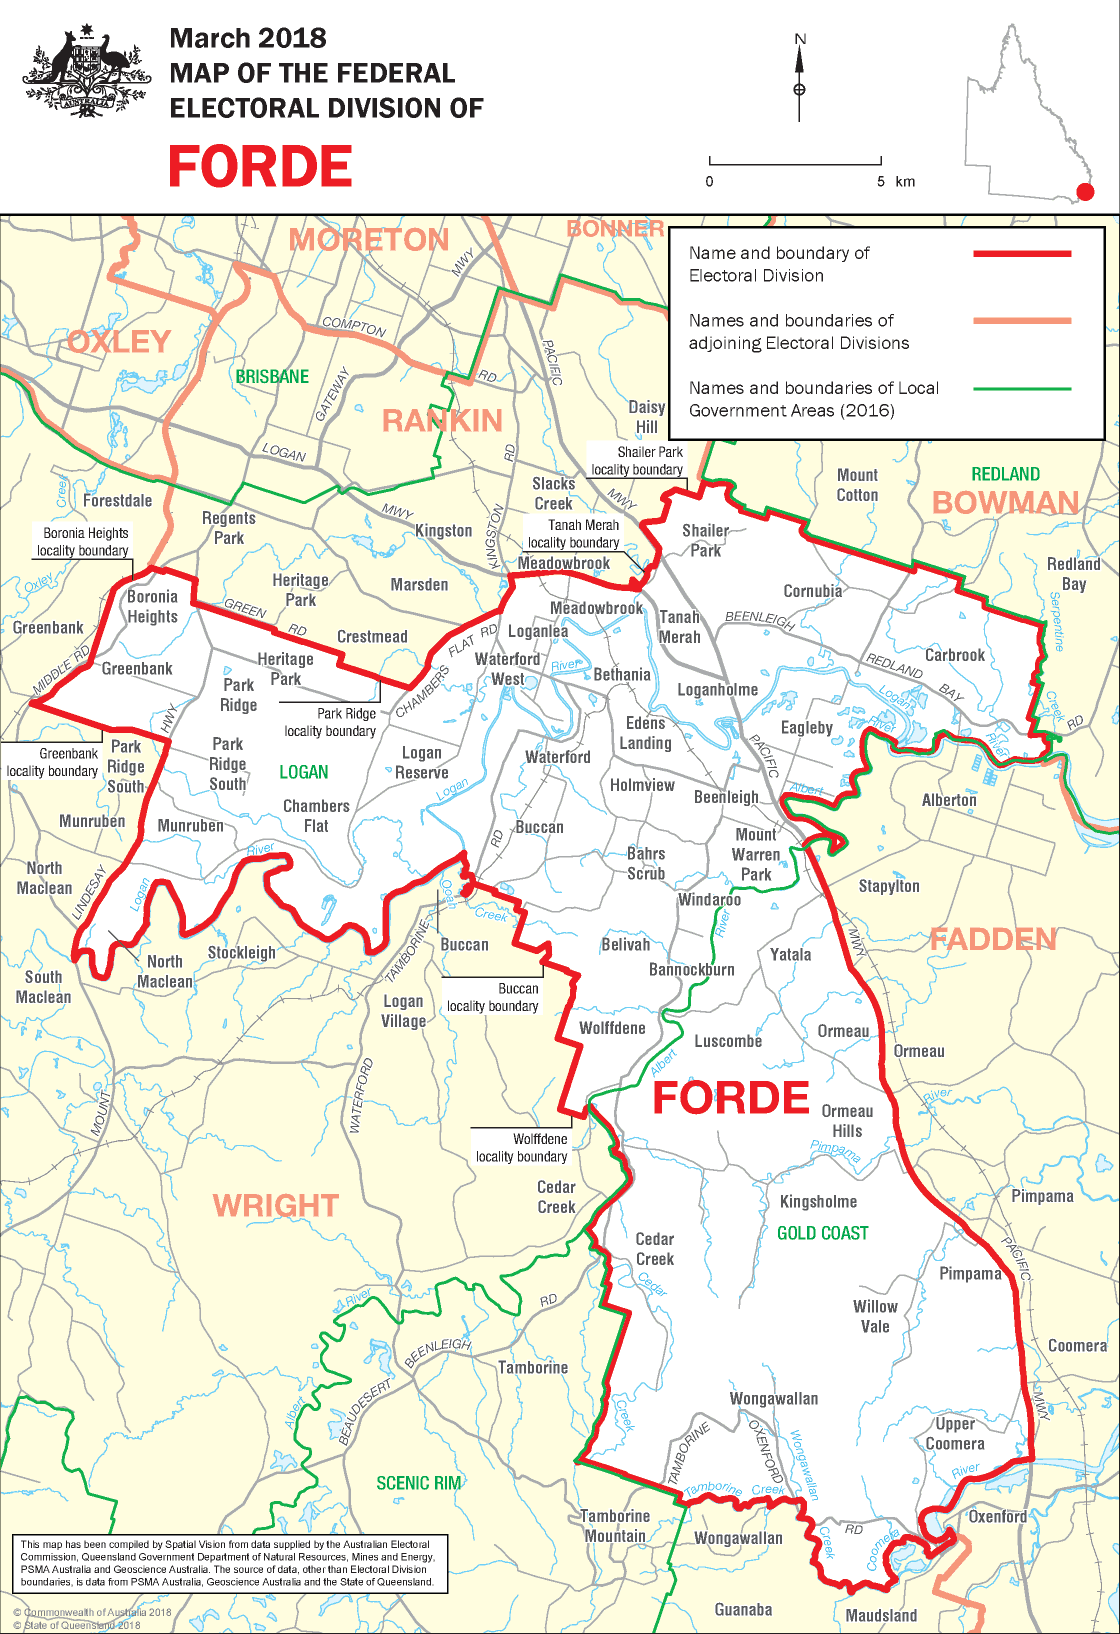 March 2018
MAP OF THE FEDERAL
ELECTORAL DIVISION OF
FORDE
AUSTRALIA
N
0 5 km
Name and boundary of
Electoral Division
Names and boundaries of
adjoining Electoral Divisions
Names and boundaries of Local
Government Areas (2016)
MORETON
BONNER
OXLEY
BRISBANE
RANKIN
COMPTON
RD
GATEWAY
MWY
PACIFIC
MWY
LOGAN
MWY
KINGSTON
RD
Daisy
Hill
Shailer Park
locality boundary
Mount
Cotton
REDLAND
BOWMAN
Forestdale
Creek
Oxley
Slacks
Creek
Regents
Park
Kingston
Tanah Merah
locality boundary
Shailer
Park
Boronia Heights
locality boundary
Meadowbrook
Redland
Bay
Serpentine
Creek
RD
Heritage
Park
Marsden
Cornubia
Boronia
Heights
GREEN
RD
Meadowbrook
Tanah
Merah
BEENLEIGH
REDLAND
BAY
Greenbank
Crestmead
FLAT RD
CHAMBERS
Loganlea
MIDDLE RD
Greenbank
Heritage
Park
Waterford
West
River
Bethania
Carbrook
Park
Ridge
Loganholme
Logan
River
River
Park Ridge
locality boundary
HWY
Edens
Landing
Eagleby
Greenbank
locality boundary
Park
Ridge
South
Park
Ridge
South
LOGAN
Logan
Reserve
Waterford
PACIFIC
Logan
Holmview
Beenleigh
Albert
Alberton
Chambers
Flat
Munruben
Munruben
RD
Buccan
Mount
Warren
Park
River
Bahrs
Scrub
North
Maclean
LINDESAY
Logan
Logan
Creek
Windaroo
River
Stapylton
FADDEN
MWY
Stockleigh
North
Maclean
TAMBORINE
Buccan
Belivah
Bannockburn
Yatala
South
Maclean
Buccan
locality boundary
Logan
Village
Wolffdene
Luscombe
Ormeau
Ormeau
Albert
FORDE
Ormeau
Hills
River
MOUNT
WATERFORD
Wolffdene
locality boundary
Pimpama
WRIGHT
Cedar
Creek
Kingsholme
Pimpama
GOLD COAST
Cedar
Creek
Cedar
PACIFIC
Pimpama
River
RD
Willow
Vale
BEENLEIGH
Tamborine
Coomera
BEAUDESERT
Albert
MWY
Creek
Wongawallan
TAMBORINE
OXENFORD
Wongawallan
Upper
Coomera
River
SCENIC RIM
Tamborine Creek
Tamborine
Mountain
Wongawallan
Creek
RD
Coomera
Oxenford
Guanaba
Maudsland
This map has been compiled by Spatial Vision from data supplied by the Australian Electoral
Commission, Queensland Government Department of Natural Resources, Mines and Energy,
PSMA Australia and Geoscience Australia. The source of data, other than Electoral Division
boundaries, is data from PSMA Australia, Geoscience Australia and the State of Queensland.
© Commonwealth of Australia 2018
© State of Queensland 2018